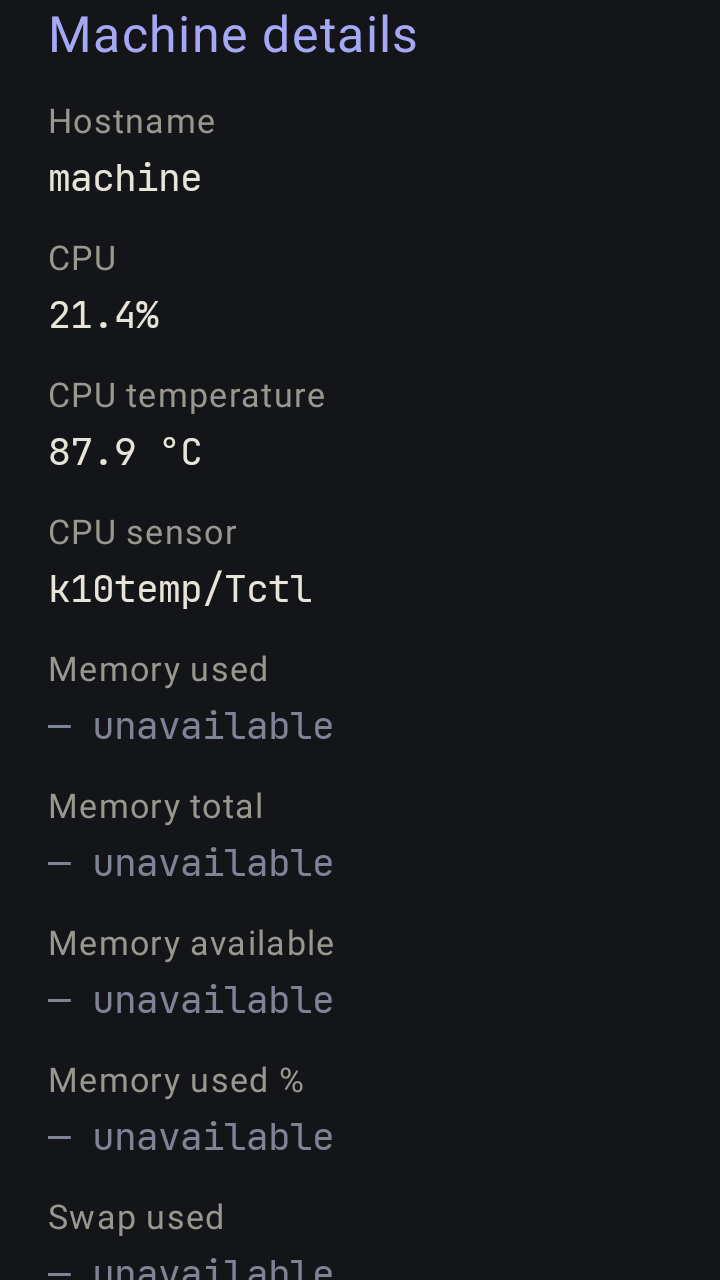 Machine details
Hostname
machine
CPU
21.4%
CPU temperature
87.9 °C
CPU sensor
k10temp/Tctl
Memory used
— unavailable
Memory total
— unavailable
Memory available
— unavailable
Memory used %
— unavailable
Swap used
— unavailable